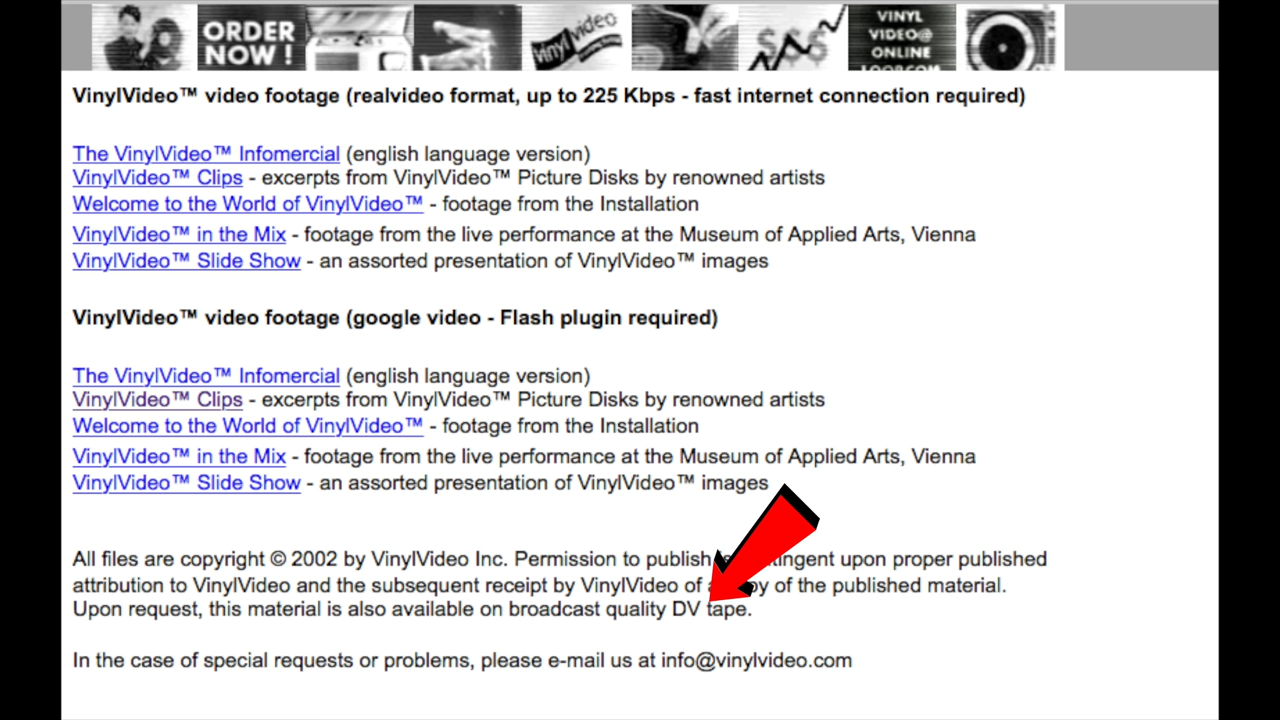 ORDER
NOW !
vinyl video
$$$
VINYL
VIDEO@
ONLINE
VinylVideo™ video footage (realvideo format, up to 225 Kbps - fast internet connection required)
The VinylVideo™ Infomercial (english language version)
VinylVideo™ Clips - excerpts from VinylVideo™ Picture Disks by renowned artists
Welcome to the World of VinylVideo™ - footage from the Installation
VinylVideo™ in the Mix - footage from the live performance at the Museum of Applied Arts, Vienna
VinylVideo™ Slide Show - an assorted presentation of VinylVideo™ images
VinylVideo™ video footage (google video - Flash plugin required)
The VinylVideo™ Infomercial (english language version)
VinylVideo™ Clips - excerpts from VinylVideo™ Picture Disks by renowned artists
Welcome to the World of VinylVideo™ - footage from the Installation
VinylVideo™ in the Mix - footage from the live performance at the Museum of Applied Arts, Vienna
VinylVideo™ Slide Show - an assorted presentation of VinylVideo™ images
All files are copyright © 2002 by VinylVideo Inc. Permission to publish upon proper published
attribution to VinylVideo and the subsequent receipt by VinylVideo of of the published material.
Upon request, this material is also available on broadcast quality DV tape.
In the case of special requests or problems, please e-mail us at info@vinylvideo.com